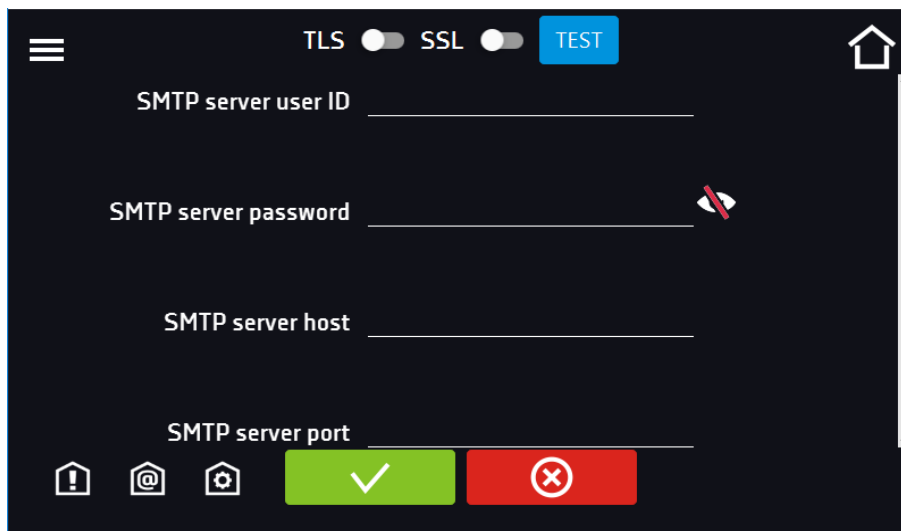 TLS SSL TEST
SMTP server user ID
SMTP server password
SMTP server host
SMTP server port